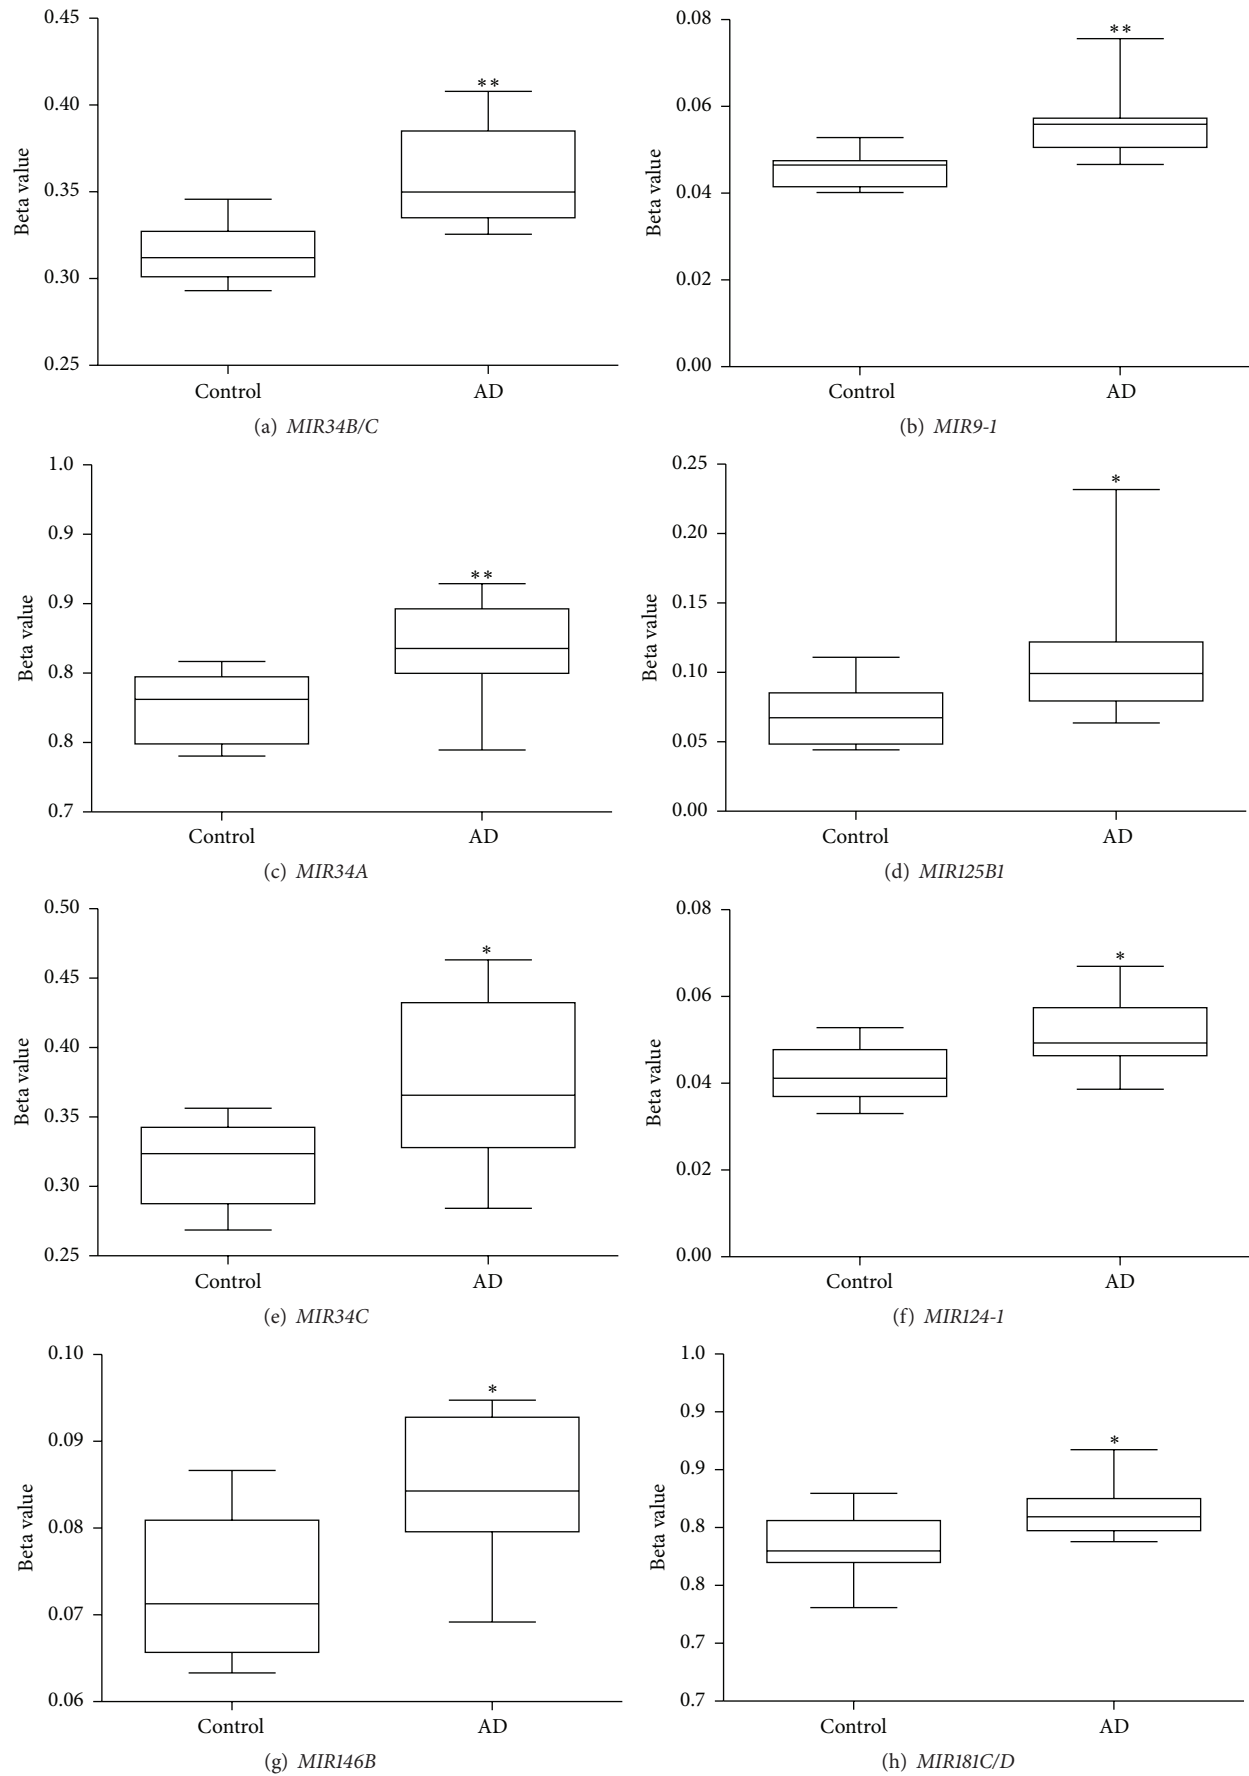 0.45
0.40
0.35
0.30
0.25
Beta value
**
Control
AD
(a) MIR34B/C
0.08
0.06
0.04
0.02
0.00
Beta value
**
Control
AD
(b) MIR9-1
1.0
0.9
0.9
0.8
0.8
0.7
Beta value
**
Control
AD
(c) MIR34A
0.25
0.20
0.15
0.10
0.05
0.00
Beta value
*
Control
AD
(d) MIR125B1
0.50
0.45
0.40
0.35
0.30
0.25
Beta value
*
Control
AD
(e) MIR34C
0.08
0.06
0.04
0.02
0.00
Beta value
*
Control
AD
(f) MIR124-1
0.10
0.09
0.08
0.07
0.06
Beta value
*
Control
AD
(g) MIR146B
1.0
0.9
0.9
0.8
0.8
0.7
0.7
Beta value
*
Control
AD
(h) MIR181C/D